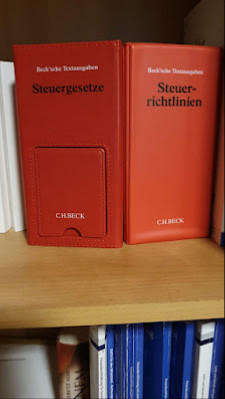 Beck'sche Textausgaben
Steuergesetze
C.H.BECK
Beck'sche Textausgaben
Steuer-
richtlinien
C.H.BECK